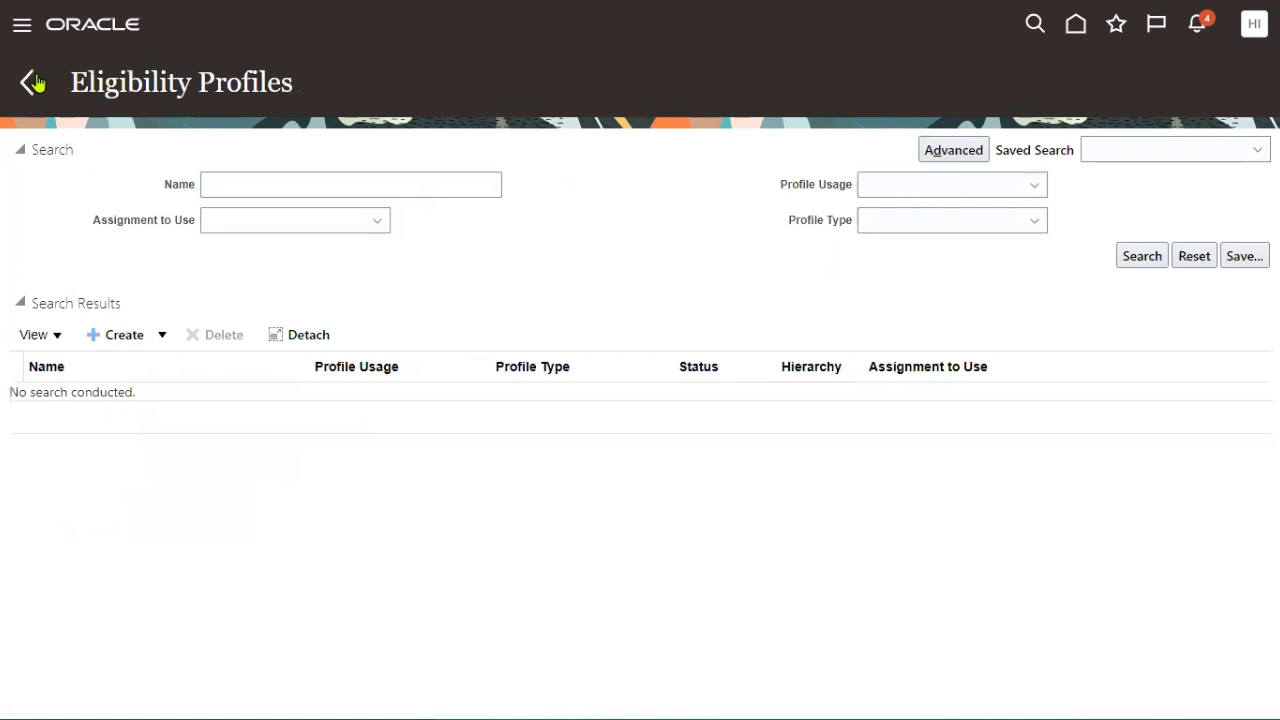 ORACLE
4
HI
Eligibility Profiles
Search
Advanced Saved Search
Name
Profile Usage
Assignment to Use
Profile Type
Search Reset Save...
Search Results
View Create Delete Detach
Name Profile Usage Profile Type Status Hierarchy Assignment to Use
No search conducted.